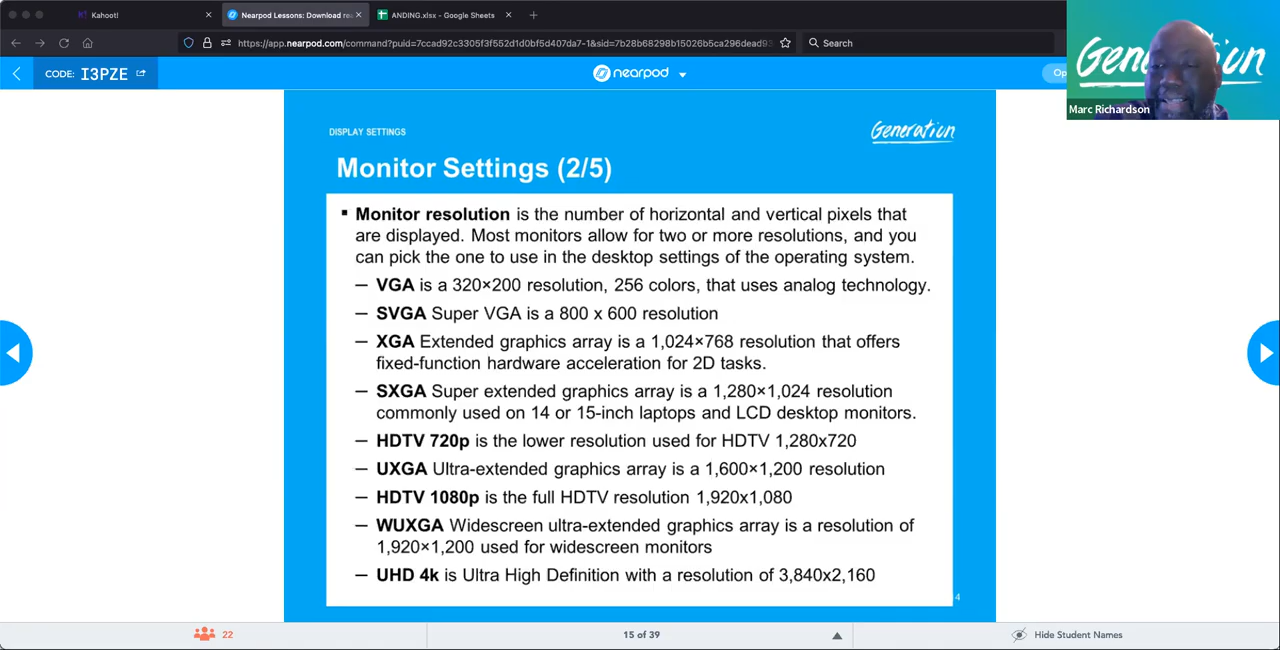 Kahoot!
Nearpod Lessons: Download re
ANDING.xlsx - Google Sheets
https://app.nearpod.com/command?puid=7ccad92c3305f3f552d1d0bf5d407da7-1&sid=7b28b68298b15026b5ca296dead93
Search
CODE: I3PZE
nearpod
Op
Marc Richardson
DISPLAY SETTINGS
Generation
Monitor Settings (2/5)
▪ Monitor resolution is the number of horizontal and vertical pixels that
are displayed. Most monitors allow for two or more resolutions, and you
can pick the one to use in the desktop settings of the operating system.
– VGA is a 320×200 resolution, 256 colors, that uses analog technology.
– SVGA Super VGA is a 800 x 600 resolution
– XGA Extended graphics array is a 1,024×768 resolution that offers
fixed-function hardware acceleration for 2D tasks.
– SXGA Super extended graphics array is a 1,280×1,024 resolution
commonly used on 14 or 15-inch laptops and LCD desktop monitors.
– HDTV 720p is the lower resolution used for HDTV 1,280x720
– UXGA Ultra-extended graphics array is a 1,600×1,200 resolution
– HDTV 1080p is the full HDTV resolution 1,920x1,080
– WUXGA Widescreen ultra-extended graphics array is a resolution of
1,920×1,200 used for widescreen monitors
– UHD 4k is Ultra High Definition with a resolution of 3,840x2,160
4
22
15 of 39
Hide Student Names